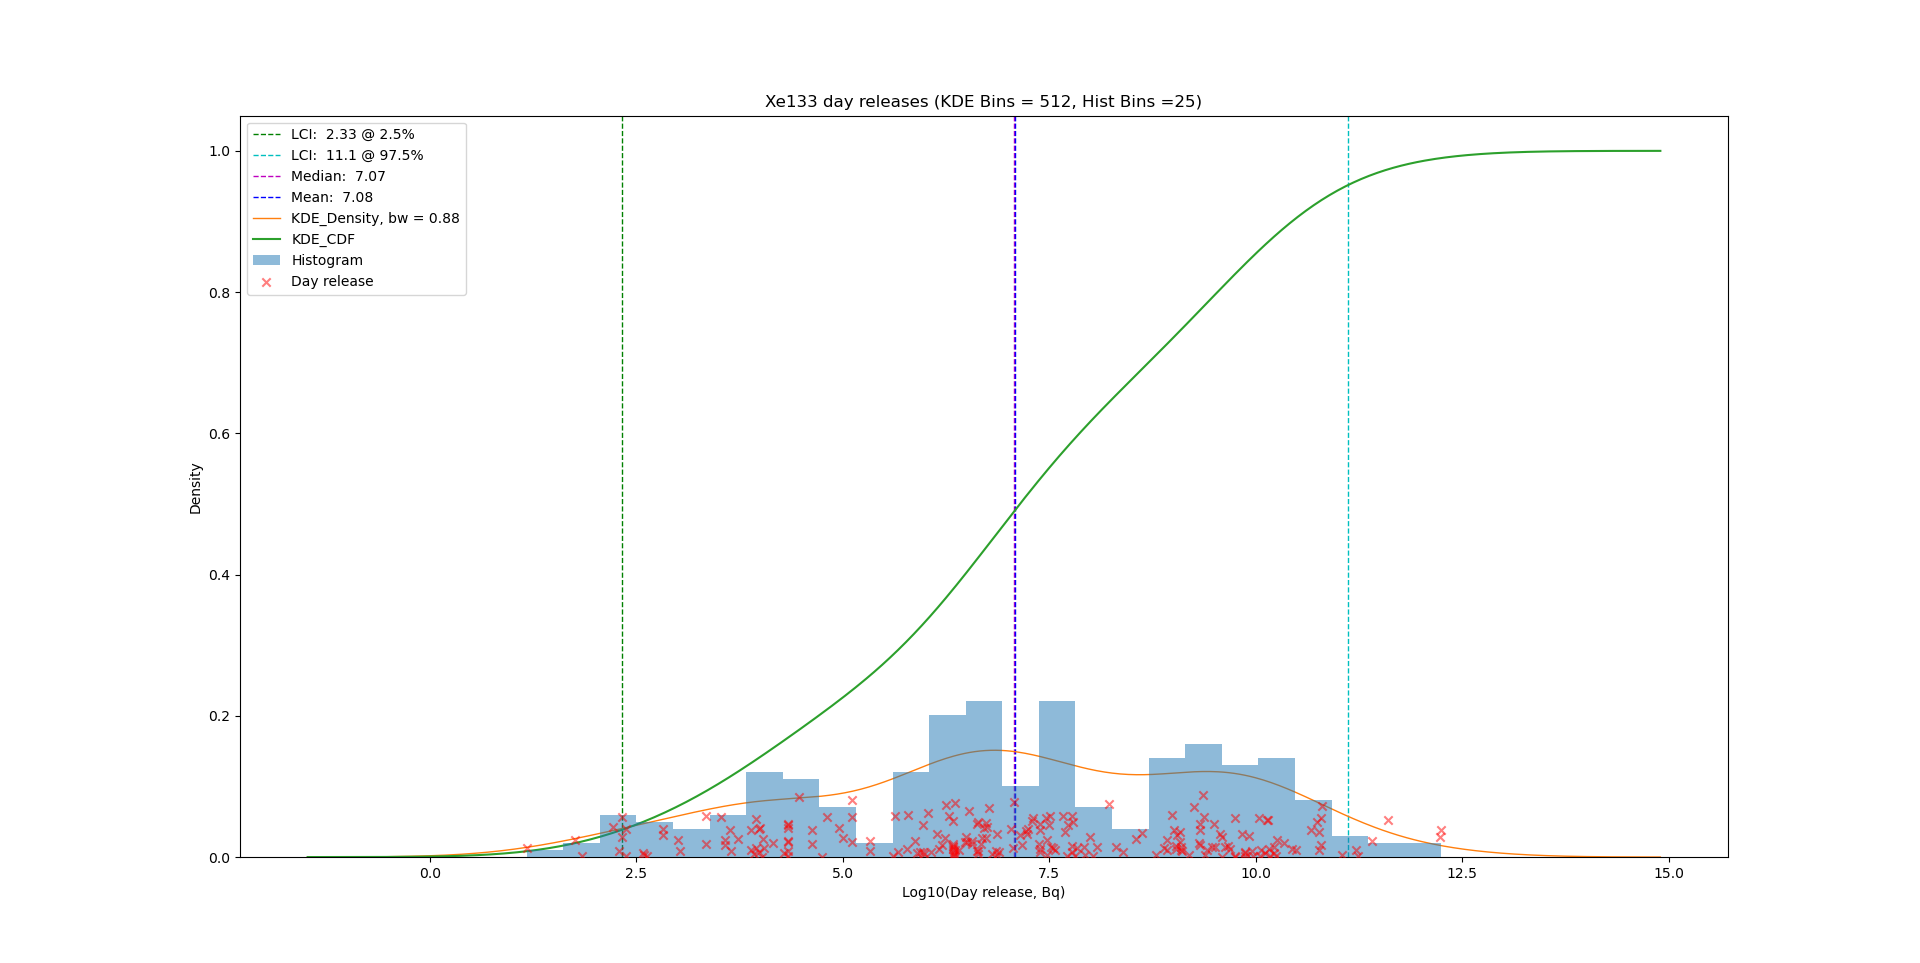 Xe133 day releases (KDE Bins = 512, Hist Bins =25)
LCI:  2.33 @ 2.5%
LCI:  11.1 @ 97.5%
Median:  7.07
Mean:  7.08
KDE_Density, bw = 0.88
KDE_CDF
Histogram
Day release
1.0
0.8
0.6
0.4
0.2
0.0
Density
0.0 2.5 5.0 7.5 10.0 12.5 15.0
Log10(Day release, Bq)